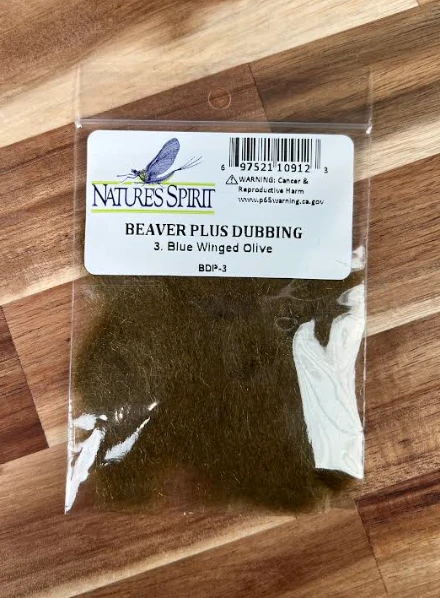 6 97521 10912 3
⚠ WARNING: Cancer &
Reproductive Harm
www.p65warning.ca.gov
NATURE'S SPIRIT
BEAVER PLUS DUBBING
3. Blue Winged Olive
BDP-3